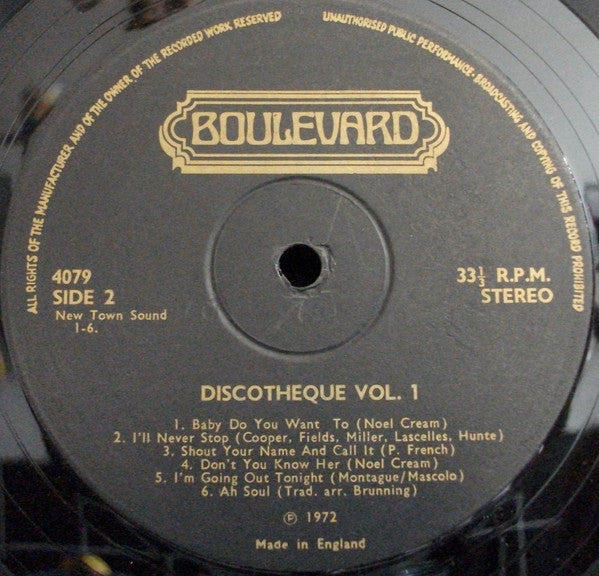 ALL RIGHTS OF THE MANUFACTURER AND OF THE OWNER OF THE RECORDED WORK RESERVED
UNAUTHORISED PUBLIC PERFORMANCE· BROADCASTING AND COPYING OF THIS RECORD PROHIBITED
BOULEVARD
4079
SIDE 2
New Town Sound
1-6.
33⅓ R.P.M.
STEREO
DISCOTHEQUE VOL. 1
1. Baby Do You Want To (Noel Cream)
2. I'll Never Stop (Cooper, Fields, Miller, Lascelles, Hunte)
3. Shout Your Name And Call It (P. French)
4. Don't You Know Her (Noel Cream)
5. I'm Going Out Tonight (Montague/Mascolo)
6. Ah Soul (Trad. arr. Brunning)
℗ 1972
Made in England